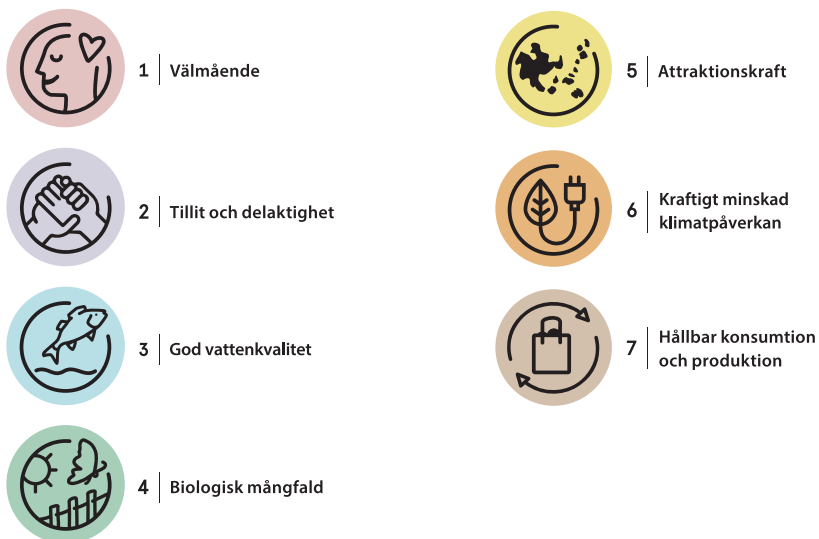 1 Välmående
2 Tillit och delaktighet
3 God vattenkvalitet
4 Biologisk mångfald
5 Attraktionskraft
6 Kraftigt minskad
klimatpåverkan
7 Hållbar konsumtion
och produktion